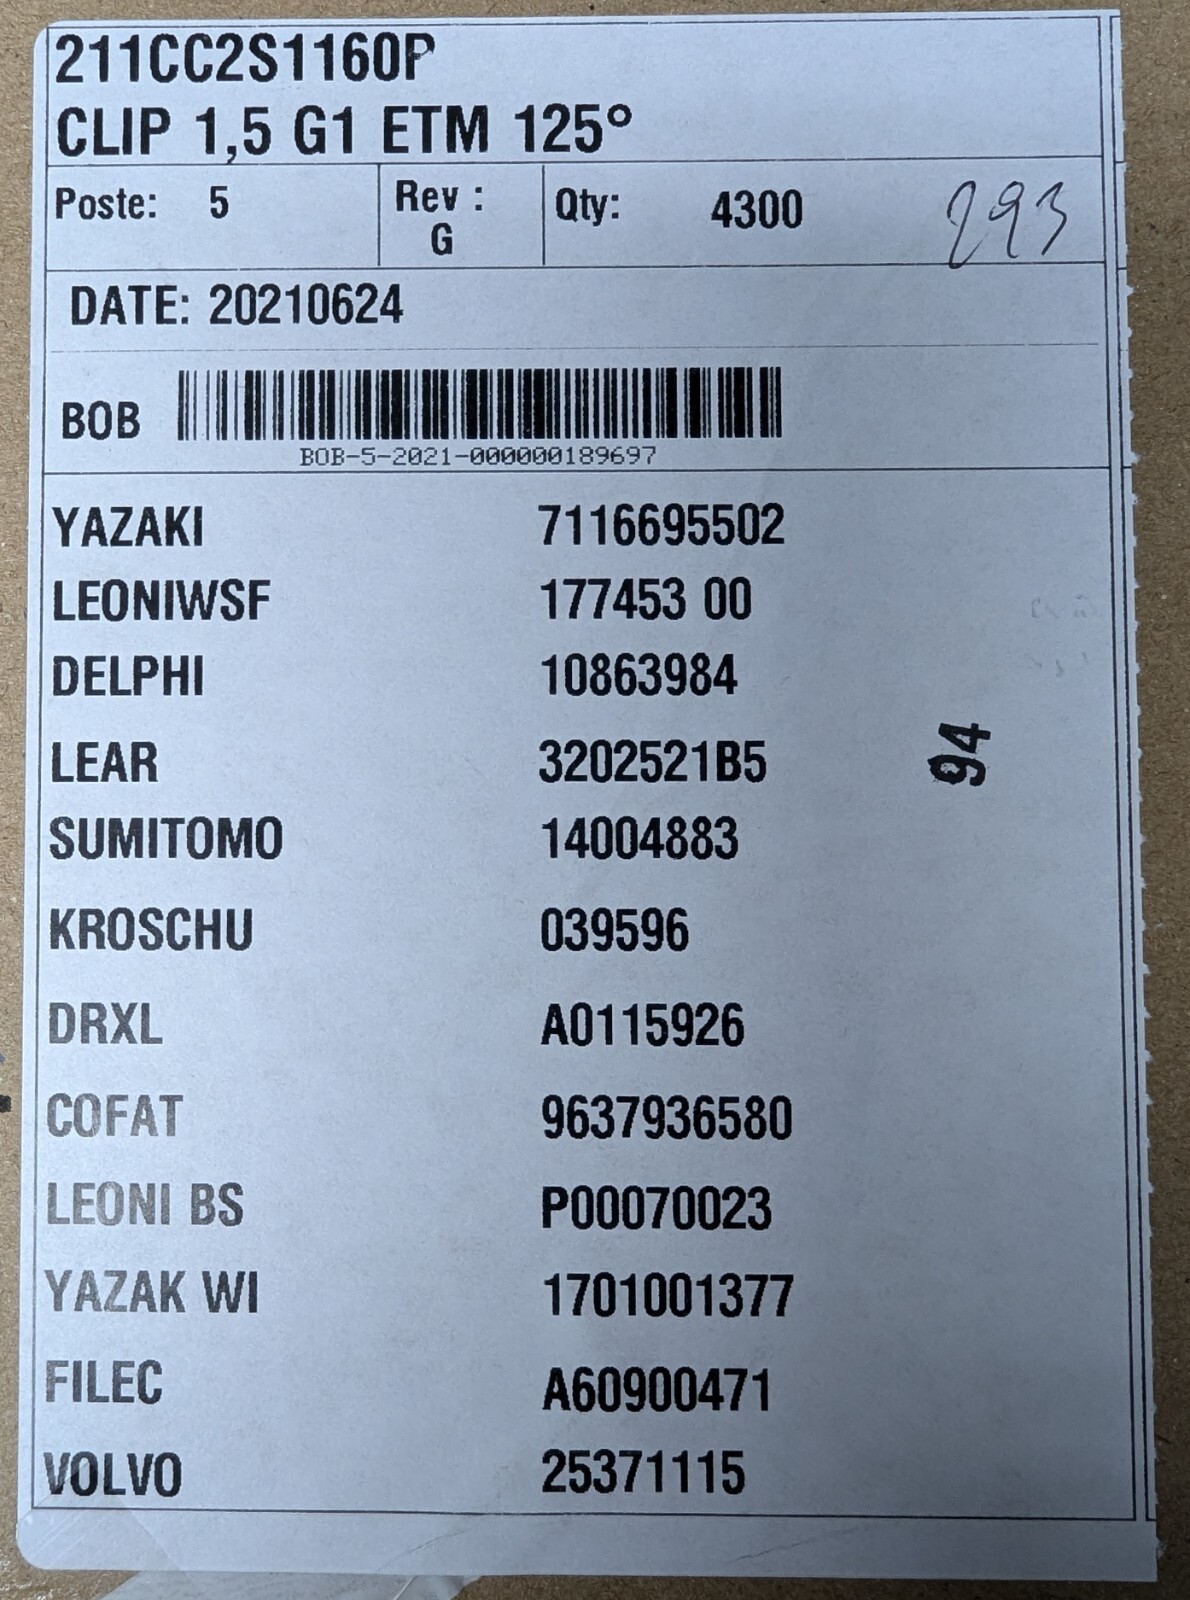 211CC2S1160P
CLIP 1,5 G1 ETM 125°
Poste: 5 Rev : G Qty: 4300 293
DATE: 20210624
BOB
BOB-5-2021-000000189697
YAZAKI 7116695502
LEONIWSF 177453 00
DELPHI 10863984
LEAR 3202521B5
94
SUMITOMO 14004883
KROSCHU 039596
DRXL A0115926
COFAT 9637936580
LEONI BS P00070023
YAZAK WI 1701001377
FILEC A60900471
VOLVO 25371115